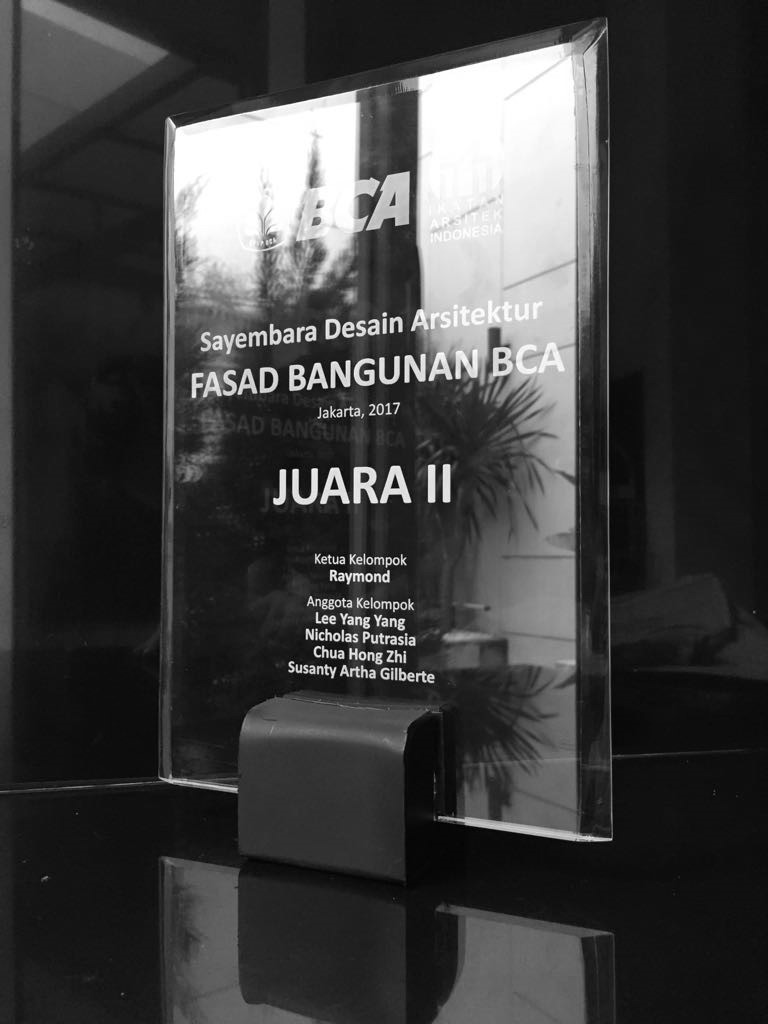 BCA
IKATAN
ARSITEK
INDONESIA
Sayembara Desain Arsitektur
FASAD BANGUNAN BCA
Jakarta, 2017
JUARA II
Ketua Kelompok
Raymond
Anggota Kelompok
Lee Yang Yang
Nicholas Putrasia
Chua Hong Zhi
Susanty Artha Gilberte